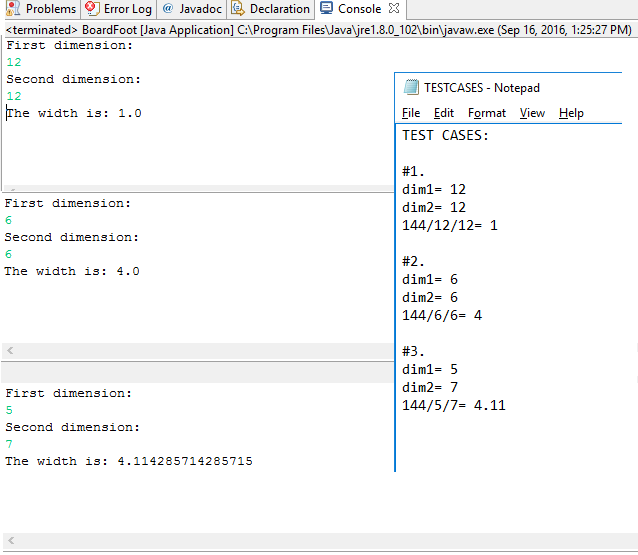 Problems Error Log @ Javadoc Declaration Console
<terminated> BoardFoot [Java Application] C:\Program Files\Java\jre1.8.0_102\bin\javaw.exe (Sep 16, 2016, 1:25:27 PM)
First dimension:
12
Second dimension:
12
The width is: 1.0
First dimension:
6
Second dimension:
6
The width is: 4.0
First dimension:
5
Second dimension:
7
The width is: 4.114285714285715
TESTCASES - Notepad
File Edit Format View Help
TEST CASES:
#1.
dim1= 12
dim2= 12
144/12/12= 1
#2.
dim1= 6
dim2= 6
144/6/6= 4
#3.
dim1= 5
dim2= 7
144/5/7= 4.11